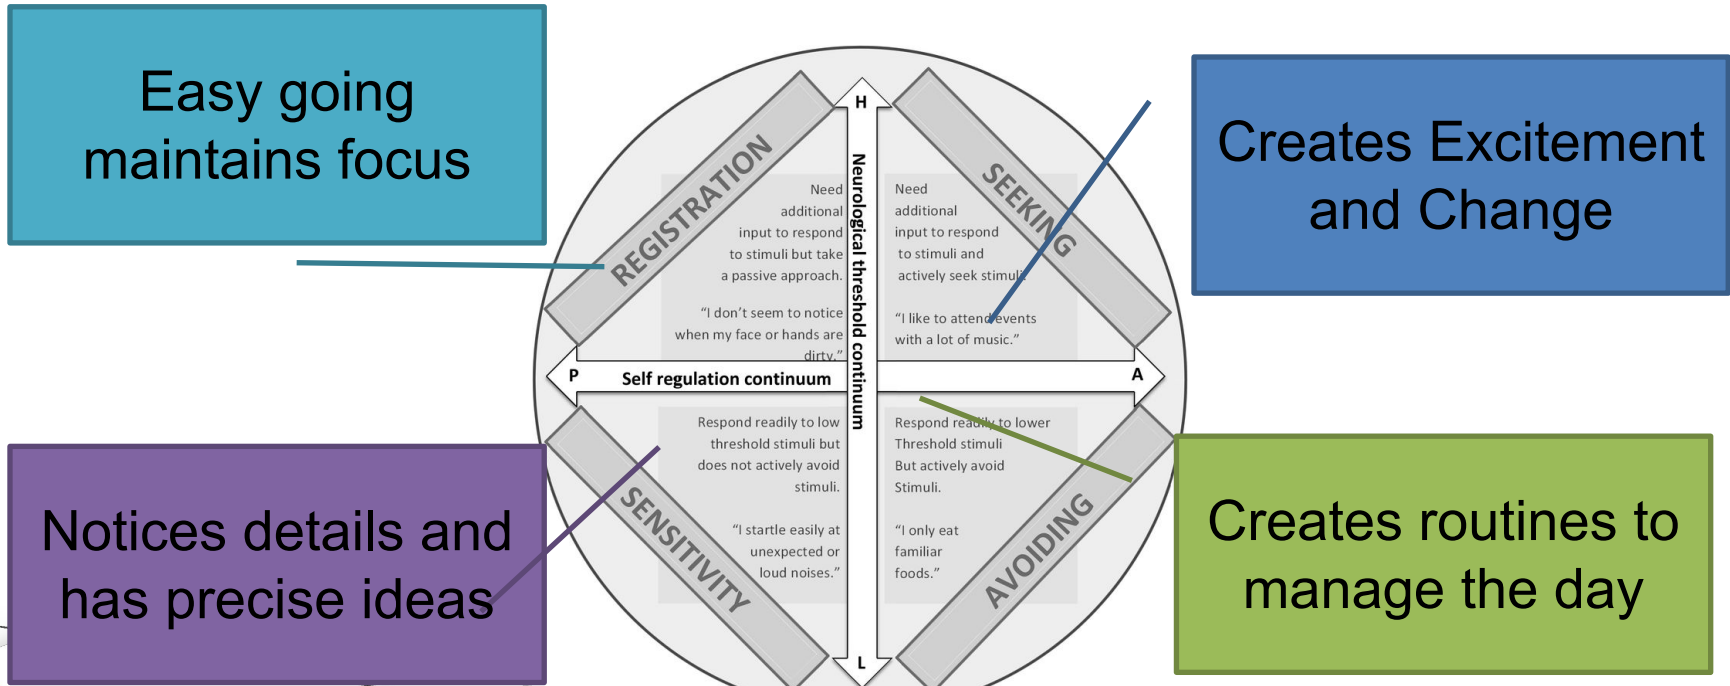 Easy going
maintains focus
Creates Excitement
and Change
H
REGISTRATION
SEEKING
Neurological threshold continuum
Need
additional
input to respond
to stimuli but take
a passive approach.
"I don't seem to notice
when my face or hands are
dirty."
Need
additional
input to respond
to stimuli and
actively seek stimuli.
"I like to attend events
with a lot of music."
P
Self regulation continuum
A
Respond readily to low
threshold stimuli but
does not actively avoid
stimuli.
"I startle easily at
unexpected or
loud noises."
Respond readily to lower
Threshold stimuli
But actively avoid
Stimuli.
"I only eat
familiar
foods."
SENSITIVITY
AVOIDING
L
Notices details and
has precise ideas
Creates routines to
manage the day